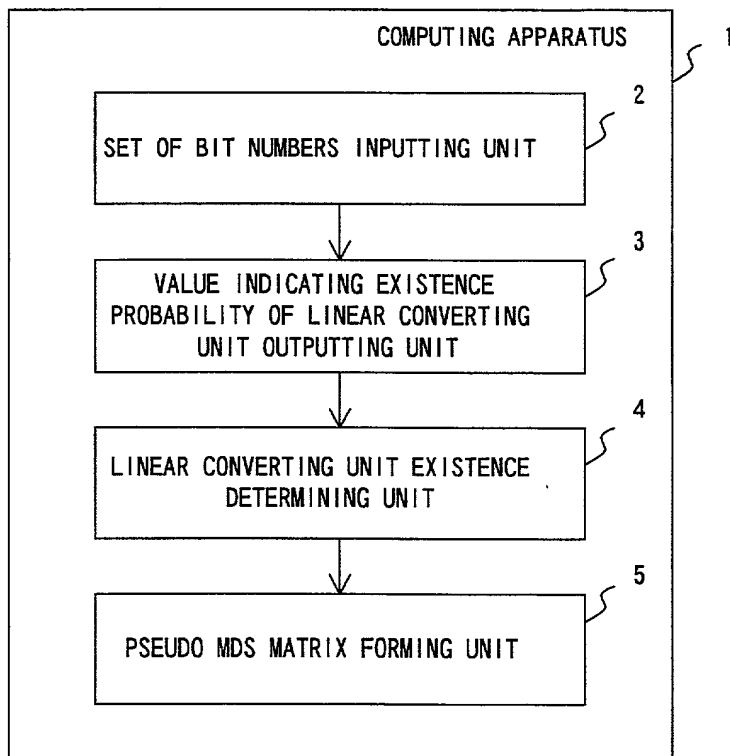 COMPUTING APPARATUS
1
2
SET OF BIT NUMBERS INPUTTING UNIT
3
VALUE INDICATING EXISTENCE
PROBABILITY OF LINEAR CONVERTING
UNIT OUTPUTTING UNIT
4
LINEAR CONVERTING UNIT EXISTENCE
DETERMINING UNIT
5
PSEUDO MDS MATRIX FORMING UNIT